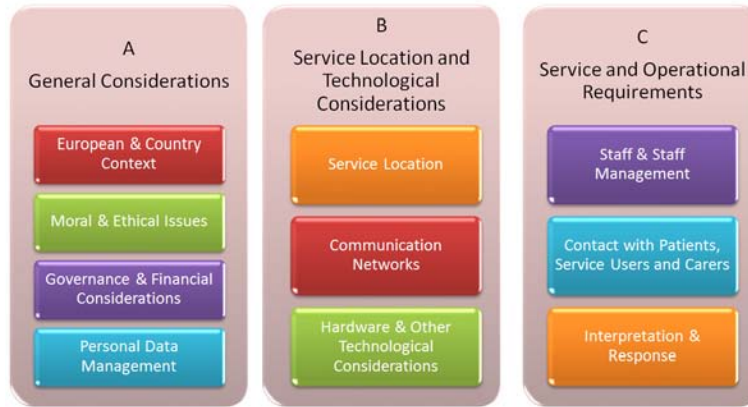 A
General Considerations
European & Country
Context
Moral & Ethical Issues
Governance & Financial
Considerations
Personal Data
Management
B
Service Location and
Technological
Considerations
Service Location
Communication
Networks
Hardware & Other
Technological
Considerations
C
Service and Operational
Requirements
Staff & Staff
Management
Contact with Patients,
Service Users and Carers
Interpretation &
Response